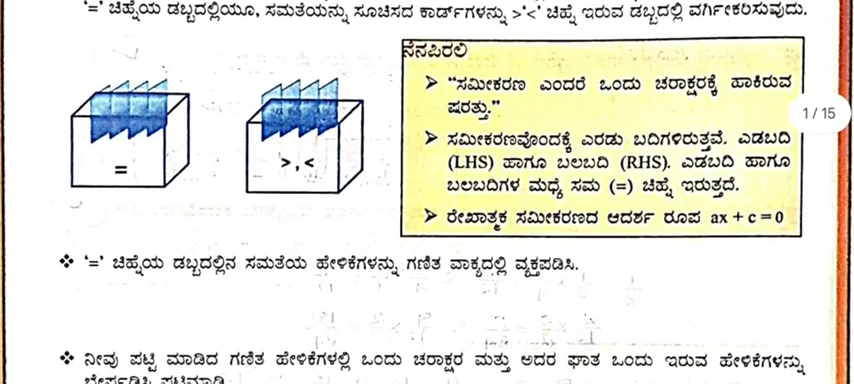 '=' ಚಿಹ್ನೆಯ ಡಬ್ಬದಲ್ಲಿಯೂ, ಸಮತೆಯನ್ನು ಸೂಚಿಸದ ಕಾರ್ಡ್‌ಗಳನ್ನು >'<' ಚಿಹ್ನೆ ಇರುವ ಡಬ್ಬದಲ್ಲಿ ವರ್ಗೀಕರಿಸುವುದು.
=
>, <
ನೆನಪಿರಲಿ
➢ "ಸಮೀಕರಣ ಎಂದರೆ ಒಂದು ಚರಾಕ್ಷರಕ್ಕೆ ಹಾಕಿರುವ
ಷರತ್ತು."
➢ ಸಮೀಕರಣವೊಂದಕ್ಕೆ ಎರಡು ಬದಿಗಳಿರುತ್ತವೆ. ಎಡಬದಿ
(LHS) ಹಾಗೂ ಬಲಬದಿ (RHS). ಎಡಬದಿ ಹಾಗೂ
ಬಲಬದಿಗಳ ಮಧ್ಯೆ ಸಮ (=) ಚಿಹ್ನೆ ಇರುತ್ತದೆ.
➢ ರೇಖಾತ್ಮಕ ಸಮೀಕರಣದ ಆದರ್ಶ ರೂಪ ax + c = 0
1 / 15
❖ '=' ಚಿಹ್ನೆಯ ಡಬ್ಬದಲ್ಲಿನ ಸಮತೆಯ ಹೇಳಿಕೆಗಳನ್ನು ಗಣಿತ ವಾಕ್ಯದಲ್ಲಿ ವ್ಯಕ್ತಪಡಿಸಿ.
❖ ನೀವು ಪಟ್ಟಿ ಮಾಡಿದ ಗಣಿತ ಹೇಳಿಕೆಗಳಲ್ಲಿ ಒಂದು ಚರಾಕ್ಷರ ಮತ್ತು ಅದರ ಘಾತ ಒಂದು ಇರುವ ಹೇಳಿಕೆಗಳನ್ನು